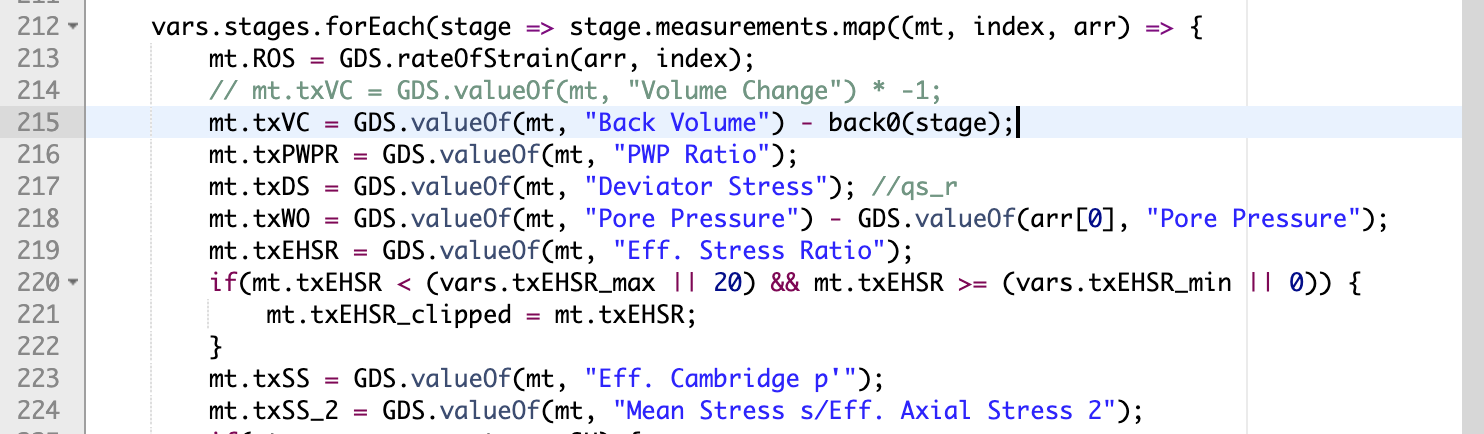 212 vars.stages.forEach(stage => stage.measurements.map((mt, index, arr) => {
213 mt.ROS = GDS.rateOfStrain(arr, index);
214 // mt.txVC = GDS.valueOf(mt, "Volume Change") * -1;
215 mt.txVC = GDS.valueOf(mt, "Back Volume") - back0(stage);
216 mt.txPWPR = GDS.valueOf(mt, "PWP Ratio");
217 mt.txDS = GDS.valueOf(mt, "Deviator Stress"); //qs_r
218 mt.txWO = GDS.valueOf(mt, "Pore Pressure") - GDS.valueOf(arr[0], "Pore Pressure");
219 mt.txEHSR = GDS.valueOf(mt, "Eff. Stress Ratio");
220 if(mt.txEHSR < (vars.txEHSR_max || 20) && mt.txEHSR >= (vars.txEHSR_min || 0)) {
221 mt.txEHSR_clipped = mt.txEHSR;
222 }
223 mt.txSS = GDS.valueOf(mt, "Eff. Cambridge p'");
224 mt.txSS_2 = GDS.valueOf(mt, "Mean Stress s/Eff. Axial Stress 2");